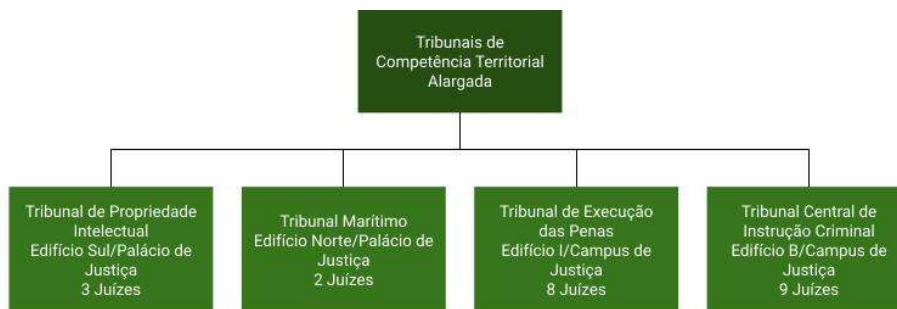 Tribunais de
Competência Territorial
Alargada
Tribunal de Propriedade
Intelectual
Edifício Sul/Palácio de
Justiça
3 Juízes
Tribunal Marítimo
Edifício Norte/Palácio de
Justiça
2 Juízes
Tribunal de Execução
das Penas
Edifício I/Campus de
Justiça
8 Juízes
Tribunal Central de
Instrução Criminal
Edifício B/Campus de
Justiça
9 Juízes